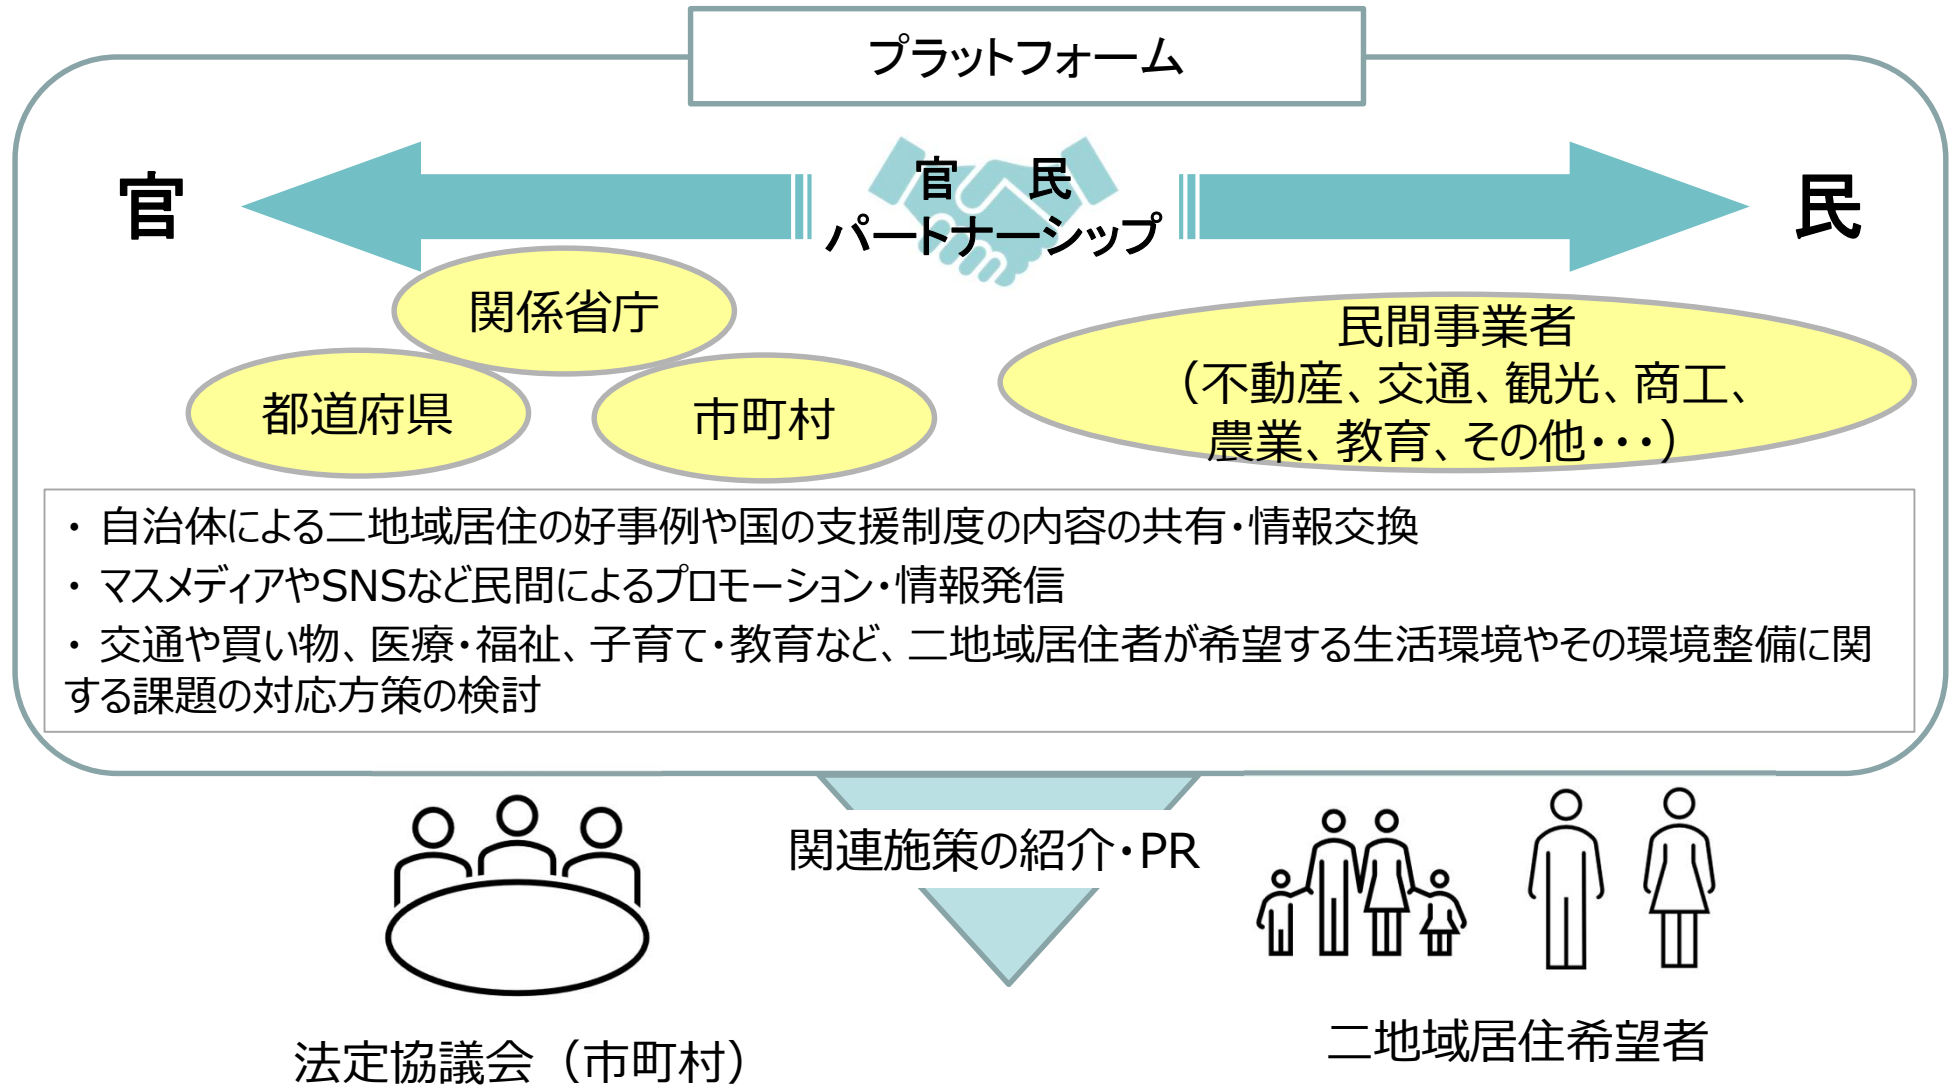 プラットフォーム
官
官　民
パートナーシップ
民
関係省庁
都道府県
市町村
民間事業者
（不動産、交通、観光、商工、
農業、教育、その他・・・）
・ 自治体による二地域居住の好事例や国の支援制度の内容の共有・情報交換
・ マスメディアやSNSなど民間によるプロモーション・情報発信
・ 交通や買い物、医療・福祉、子育て・教育など、二地域居住者が希望する生活環境やその環境整備に関
する課題の対応方策の検討
関連施策の紹介・PR
法定協議会（市町村）
二地域居住希望者